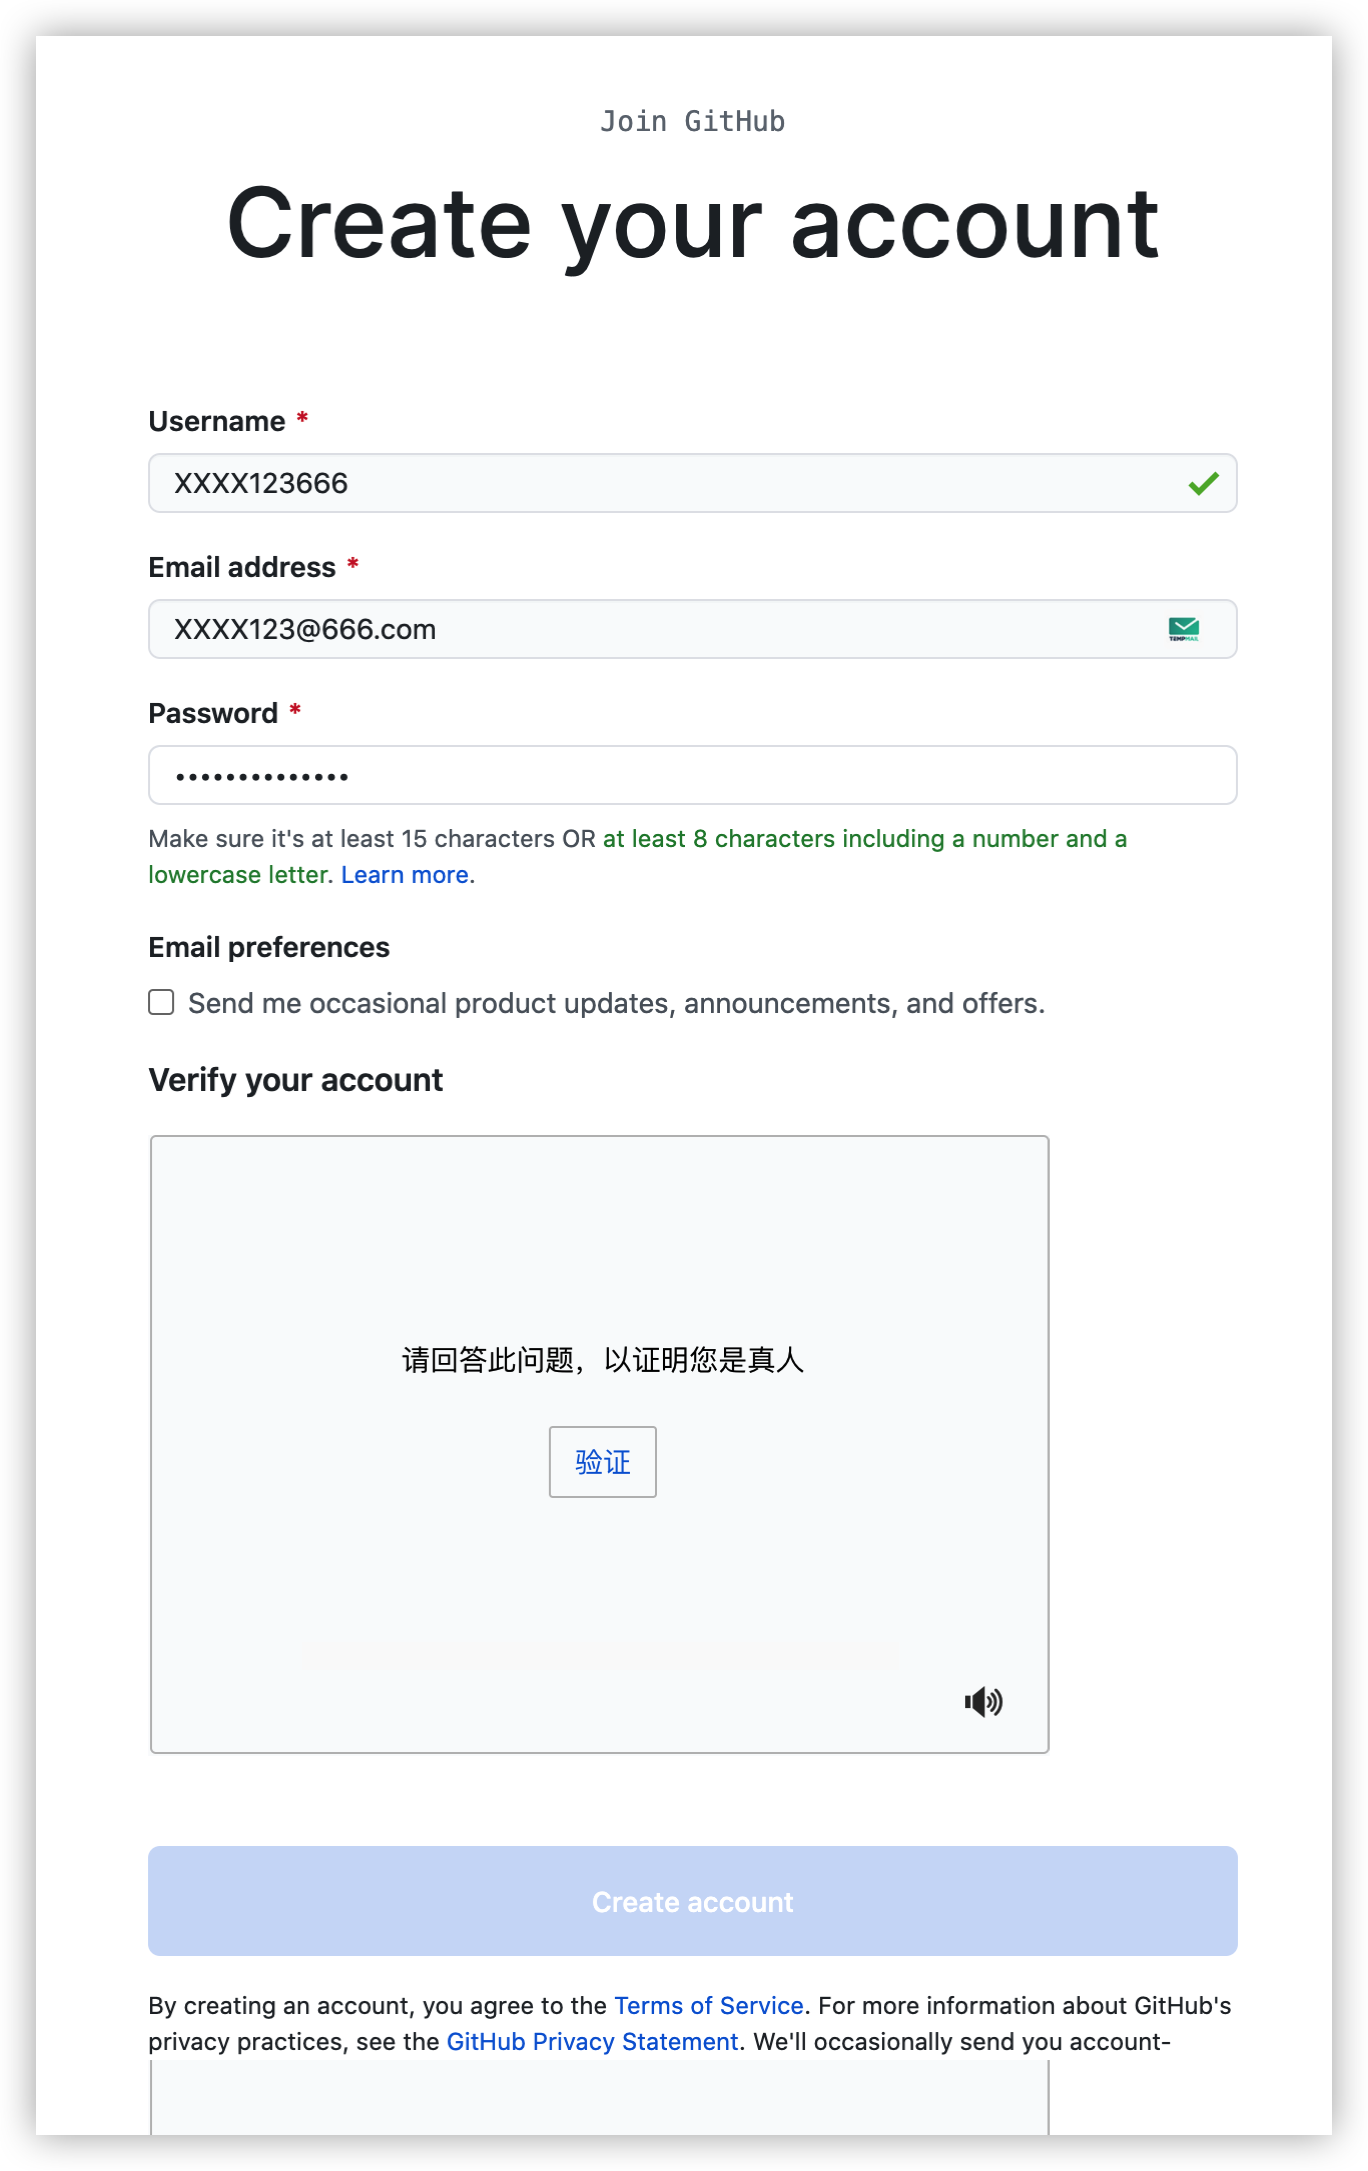 Join GitHub
Create your account
Username *
XXXX123666
Email address *
XXXX123@666.com
TEMPMAIL
Password *
••••••••••••••
Make sure it's at least 15 characters OR at least 8 characters including a number and a
lowercase letter. Learn more.
Email preferences
Send me occasional product updates, announcements, and offers.
Verify your account
请回答此问题，以证明您是真人
验证
Create account
By creating an account, you agree to the Terms of Service. For more information about GitHub's
privacy practices, see the GitHub Privacy Statement. We'll occasionally send you account-